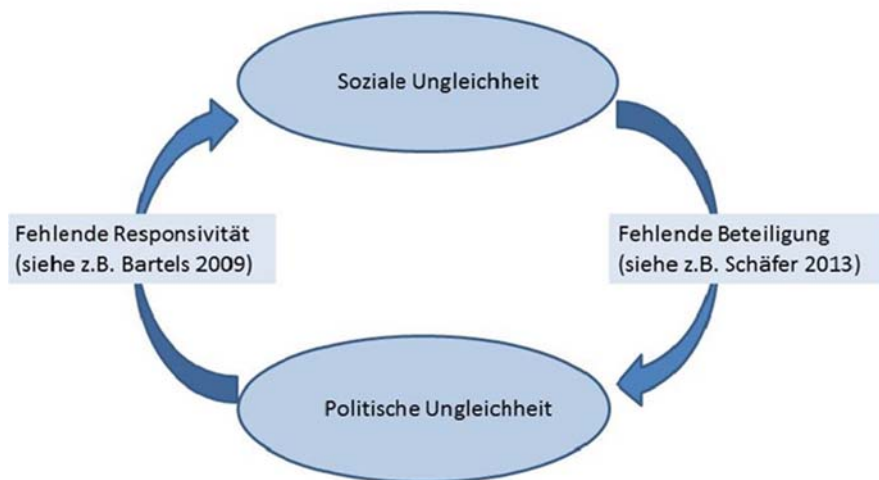 Soziale Ungleichheit
Fehlende Responsivität
(siehe z.B. Bartels 2009)
Fehlende Beteiligung
(siehe z.B. Schäfer 2013)
Politische Ungleichheit